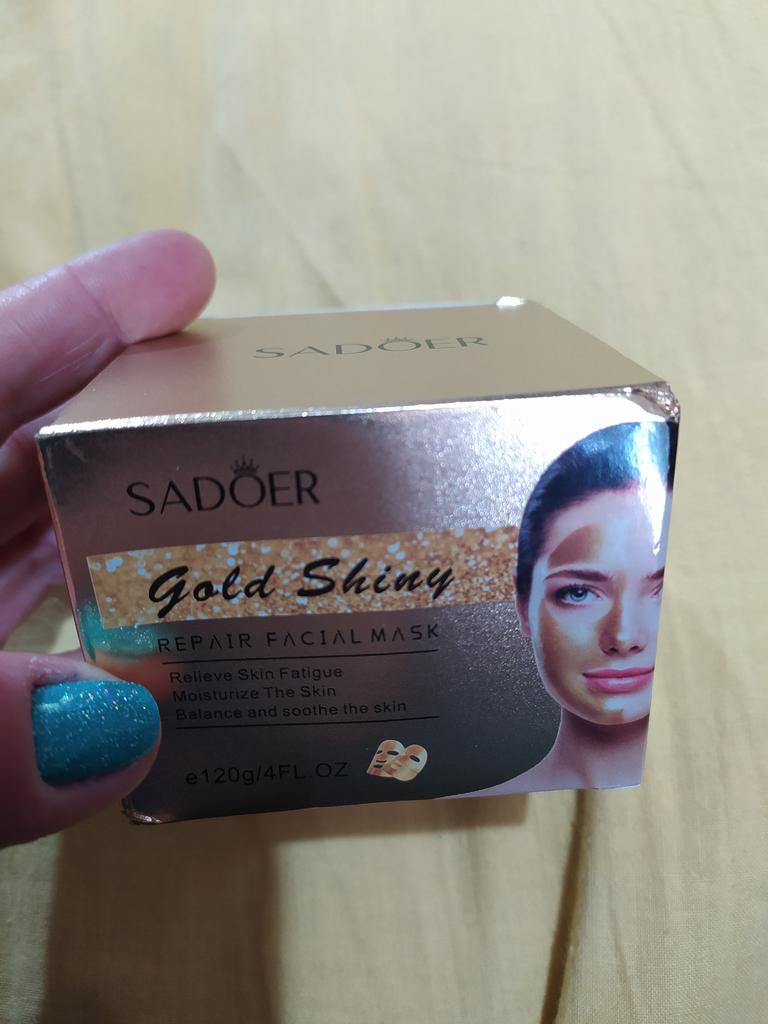 SADOER
SADOER
Gold Shiny
REPAIR FACIAL MASK
Relieve Skin Fatigue
Moisturize The Skin
Balance and soothe the skin
e120g/4FL.OZ